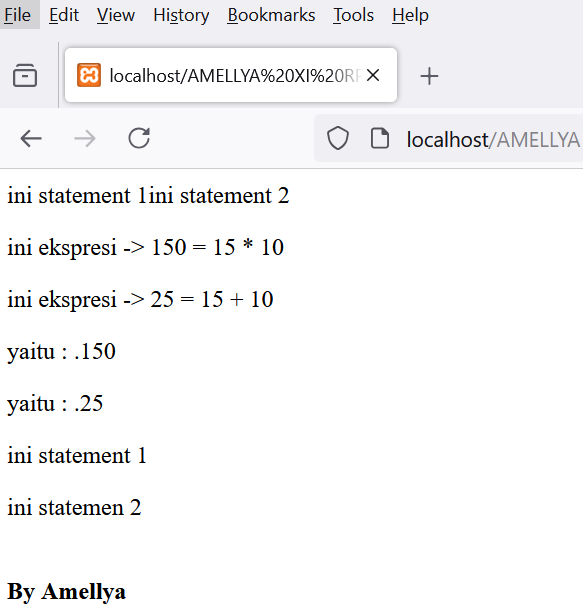 File Edit View History Bookmarks Tools Help
localhost/AMELLYA%20XI%20RP
localhost/AMELLYA
ini statement 1ini statement 2
ini ekspresi -> 150 = 15 * 10
ini ekspresi -> 25 = 15 + 10
yaitu : .150
yaitu : .25
ini statement 1
ini statemen 2
By Amellya